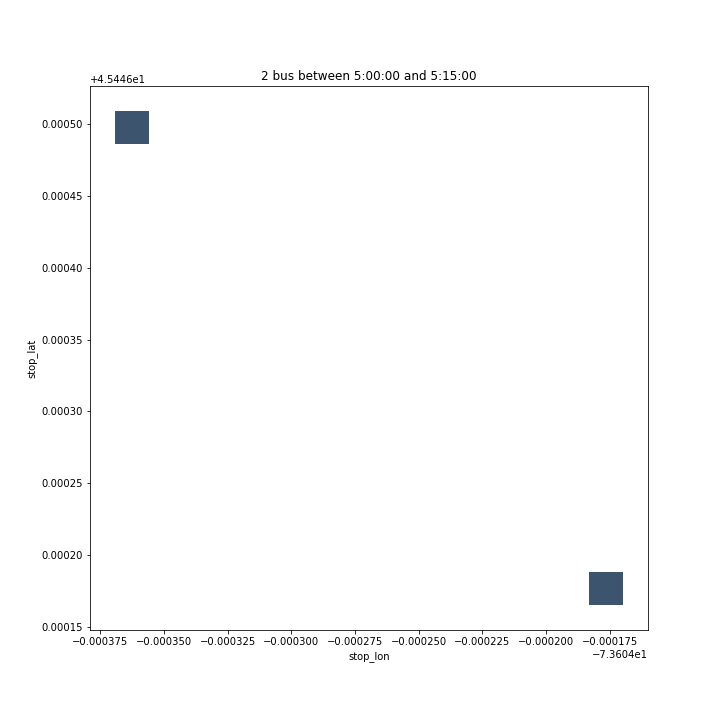 2 bus between 5:00:00 and 5:15:00
+4.5446e1
0.00050
0.00045
0.00040
0.00035
0.00030
0.00025
0.00020
0.00015
stop_lat
−0.000375 −0.000350 −0.000325 −0.000300 −0.000275 −0.000250 −0.000225 −0.000200 −0.000175
stop_lon
−7.3604e1